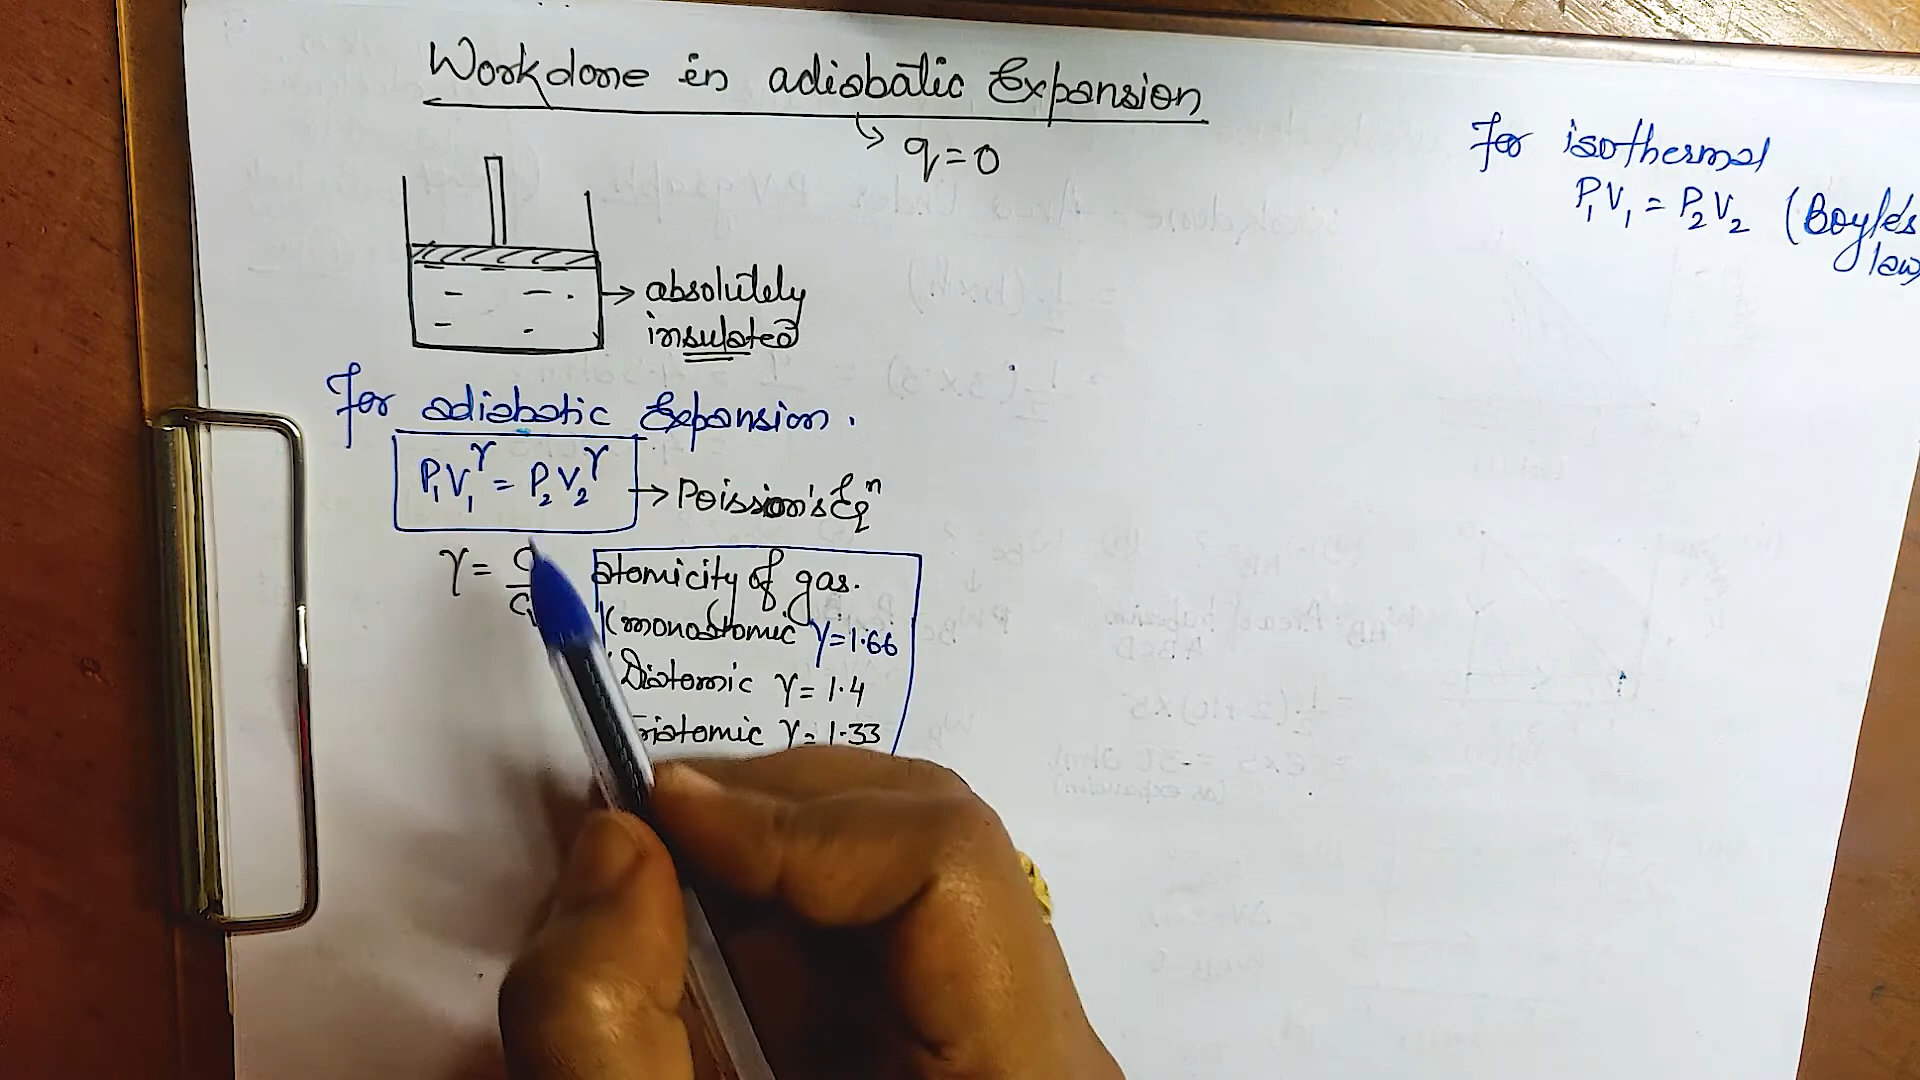 Workdone in adiabatic Expansion
↳ q=0
For isothermal
P₁V₁ = P₂V₂ (Boyle's
law)
→ absolutely
insulated
For adiabatic Expansion.
P₁V₁^γ = P₂V₂^γ → Poission's Eqⁿ
γ =
atomicity of gas.
(monoatomic γ=1.66
Diatomic γ= 1.4
γ= 1.33